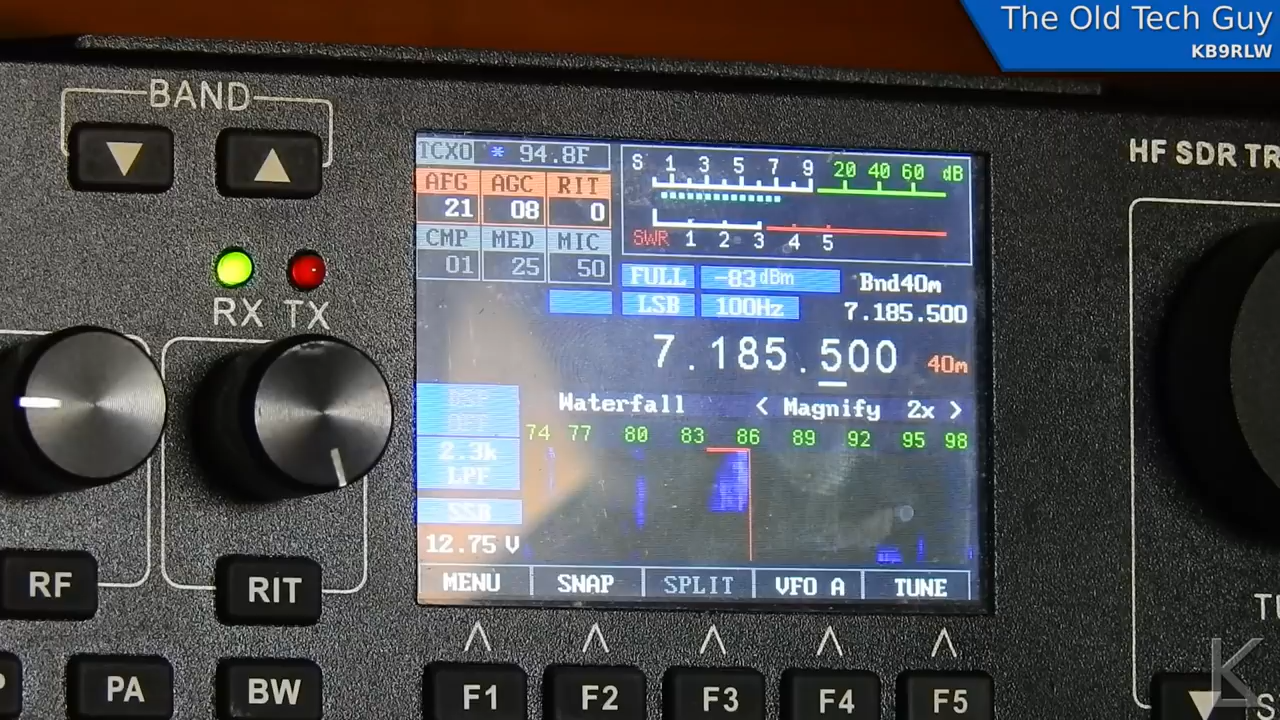 The Old Tech Guy
KB9RLW
BAND
HF SDR TR
RX TX
RF
RIT
PA
BW
TCXO * 94.8F
AFG AGC RIT
21 08 0
CMP MED MIC
01 25 50
S 1 3 5 7 9 20 40 60 dB
SWR 1 2 3 4 5
FULL -83dBm Bnd40m
LSB 100Hz 7.185.500
7.185.500 40m
Waterfall < Magnify 2x >
74 77 80 83 86 89 92 95 98
2.3k
LPF
SSB
12.75 V
MENU SNAP SPLIT VFO A TUNE
F1 F2 F3 F4 F5
K